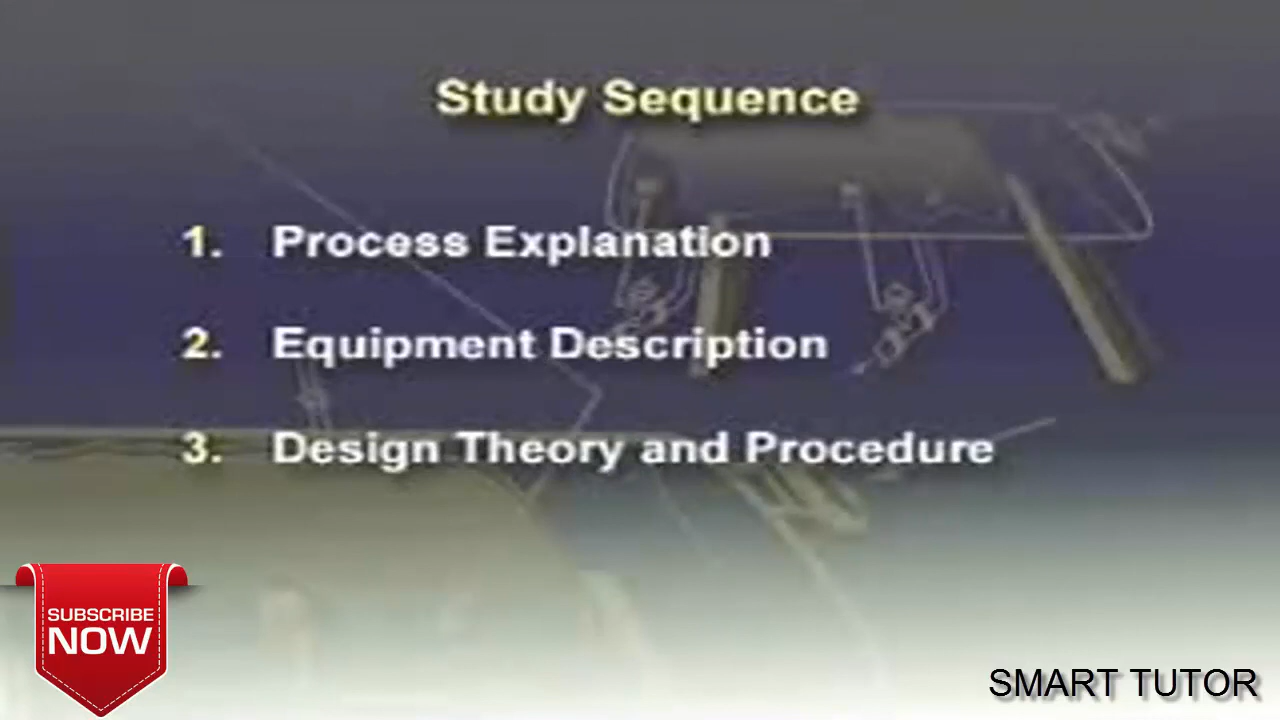 Study Sequence
1. Process Explanation
2. Equipment Description
3. Design Theory and Procedure
SUBSCRIBE
NOW
SMART TUTOR